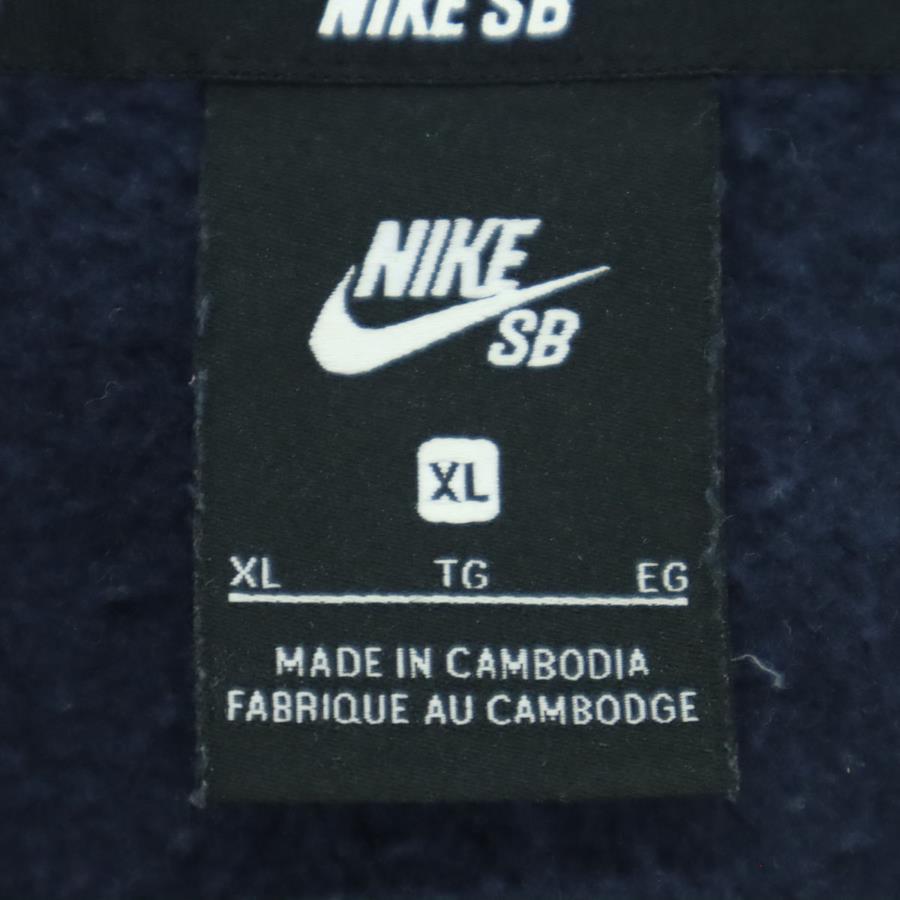 NIKE SB
NIKE
SB
XL
XL TG EG
MADE IN CAMBODIA
FABRIQUE AU CAMBODGE